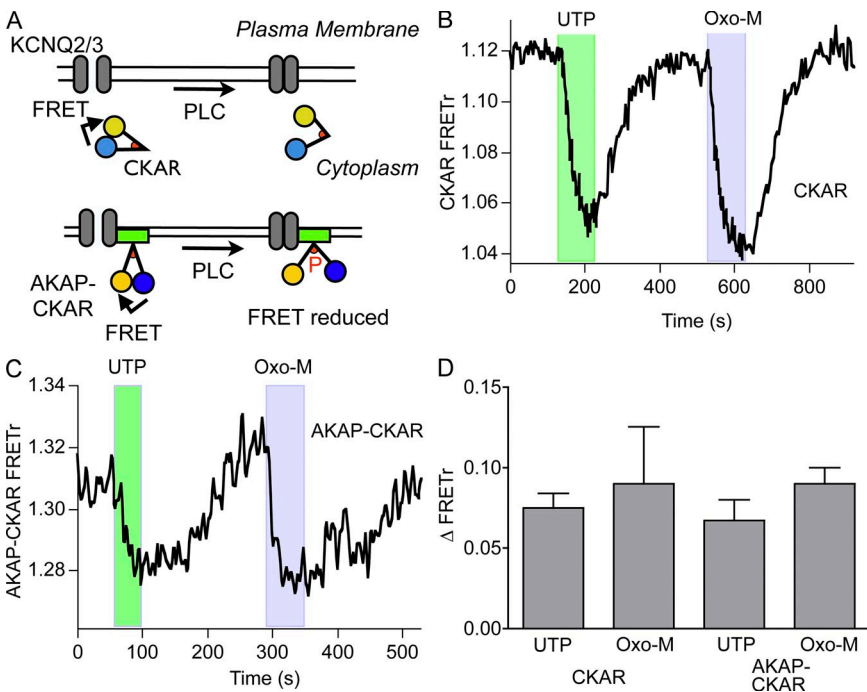 A
Plasma Membrane
KCNQ2/3
FRET
PLC
CKAR
Cytoplasm
AKAP-
CKAR
PLC
P
FRET
FRET reduced
B
UTP
Oxo-M
1.12
1.10
1.08
1.06
1.04
CKAR FRETr
CKAR
0
200
400
600
800
Time (s)
C
UTP
Oxo-M
1.34
1.32
1.30
1.28
AKAP-CKAR FRETr
AKAP-CKAR
0
100
200
300
400
500
Time (s)
D
0.15
0.10
0.05
0.00
Δ FRETr
UTP
Oxo-M
UTP
Oxo-M
CKAR
AKAP-
CKAR